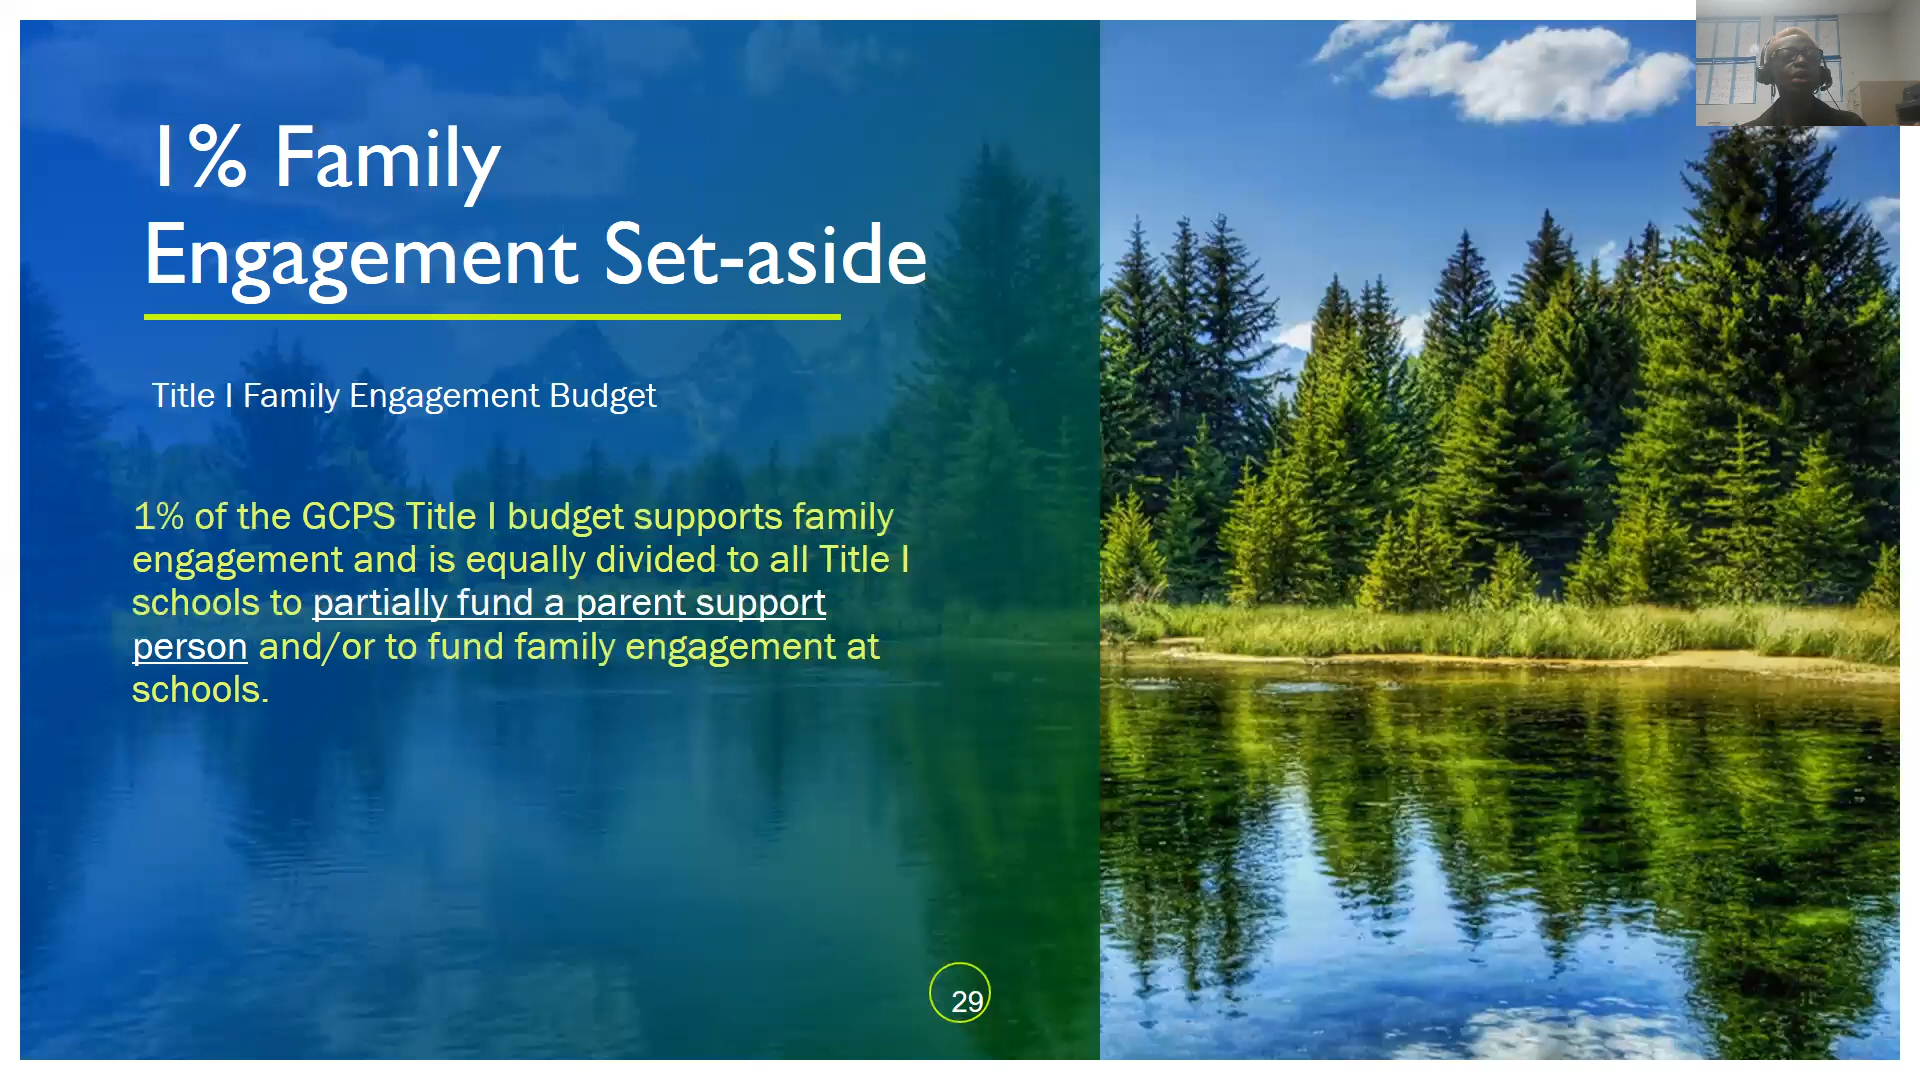 1% Family
Engagement Set-aside
Title I Family Engagement Budget
1% of the GCPS Title I budget supports family
engagement and is equally divided to all Title I
schools to partially fund a parent support
person and/or to fund family engagement at
schools.
29